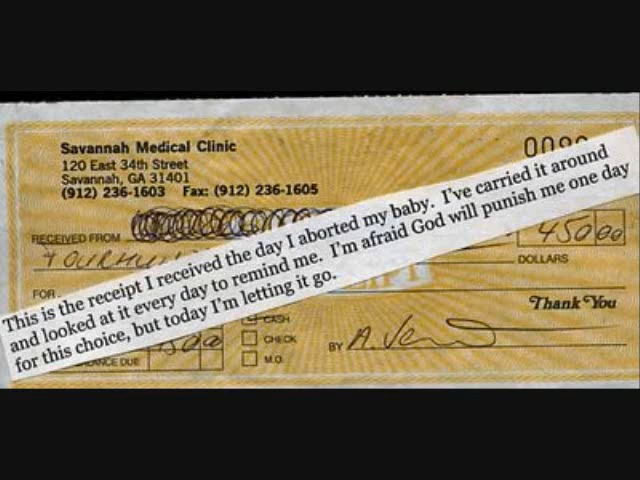 Savannah Medical Clinic
120 East 34th Street
Savannah, GA 31401
(912) 236-1603 Fax: (912) 236-1605
RECEIVED FROM
45000
DOLLARS
FOR
This is the receipt I received the day I aborted my baby. I've carried it around
and looked at it every day to remind me. I'm afraid God will punish me one day
for this choice, but today I'm letting it go.
Thank You
CASH
CHECK
M.O.
BY A.
DUE